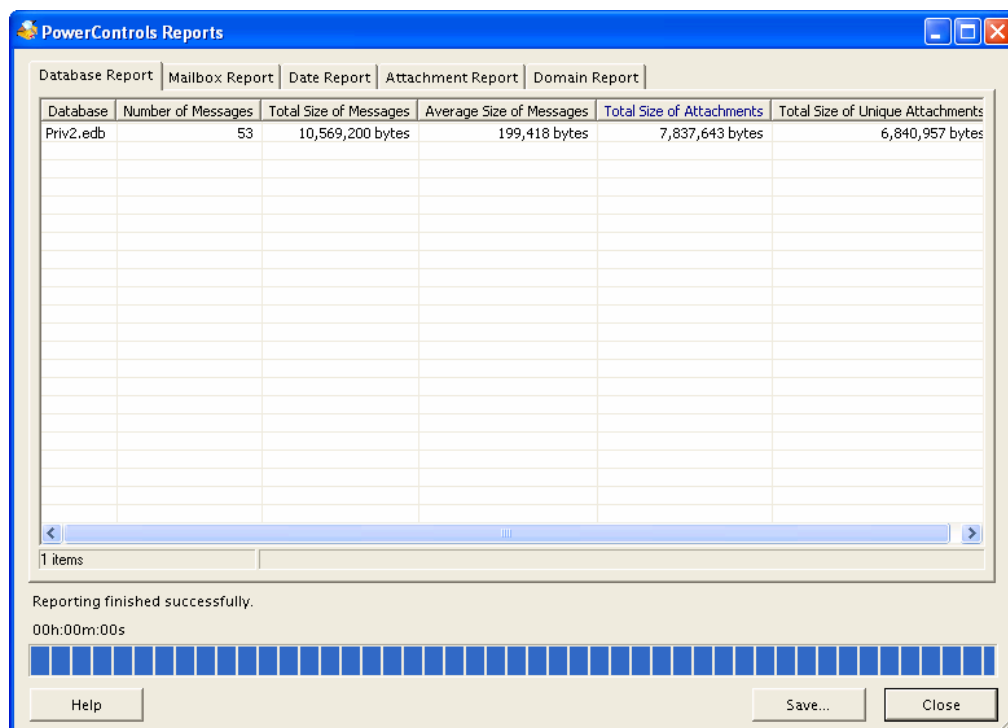 PowerControls Reports
Database Report Mailbox Report Date Report Attachment Report Domain Report
Database Number of Messages Total Size of Messages Average Size of Messages Total Size of Attachments Total Size of Unique Attachments
Priv2.edb 53 10,569,200 bytes 199,418 bytes 7,837,643 bytes 6,840,957 bytes
1 items
Reporting finished successfully.
00h:00m:00s
Help Save... Close